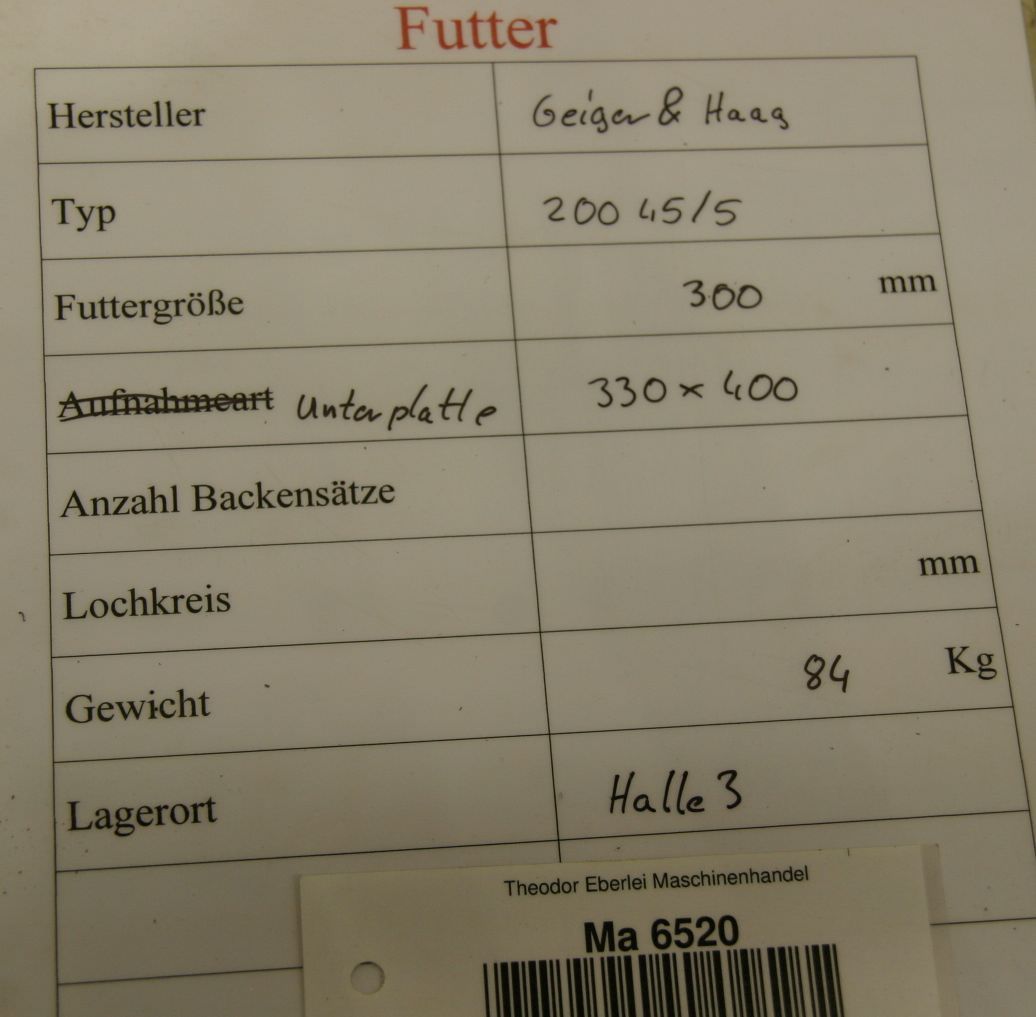 Futter
Hersteller Geiger & Haag
Typ 200 45/5
Futtergröße 300 mm
Aufnahmeart Unterplatte 330 x 400
Anzahl Backensätze
Lochkreis mm
Gewicht 84 Kg
Lagerort Halle 3
Theodor Eberlei Maschinenhandel
Ma 6520